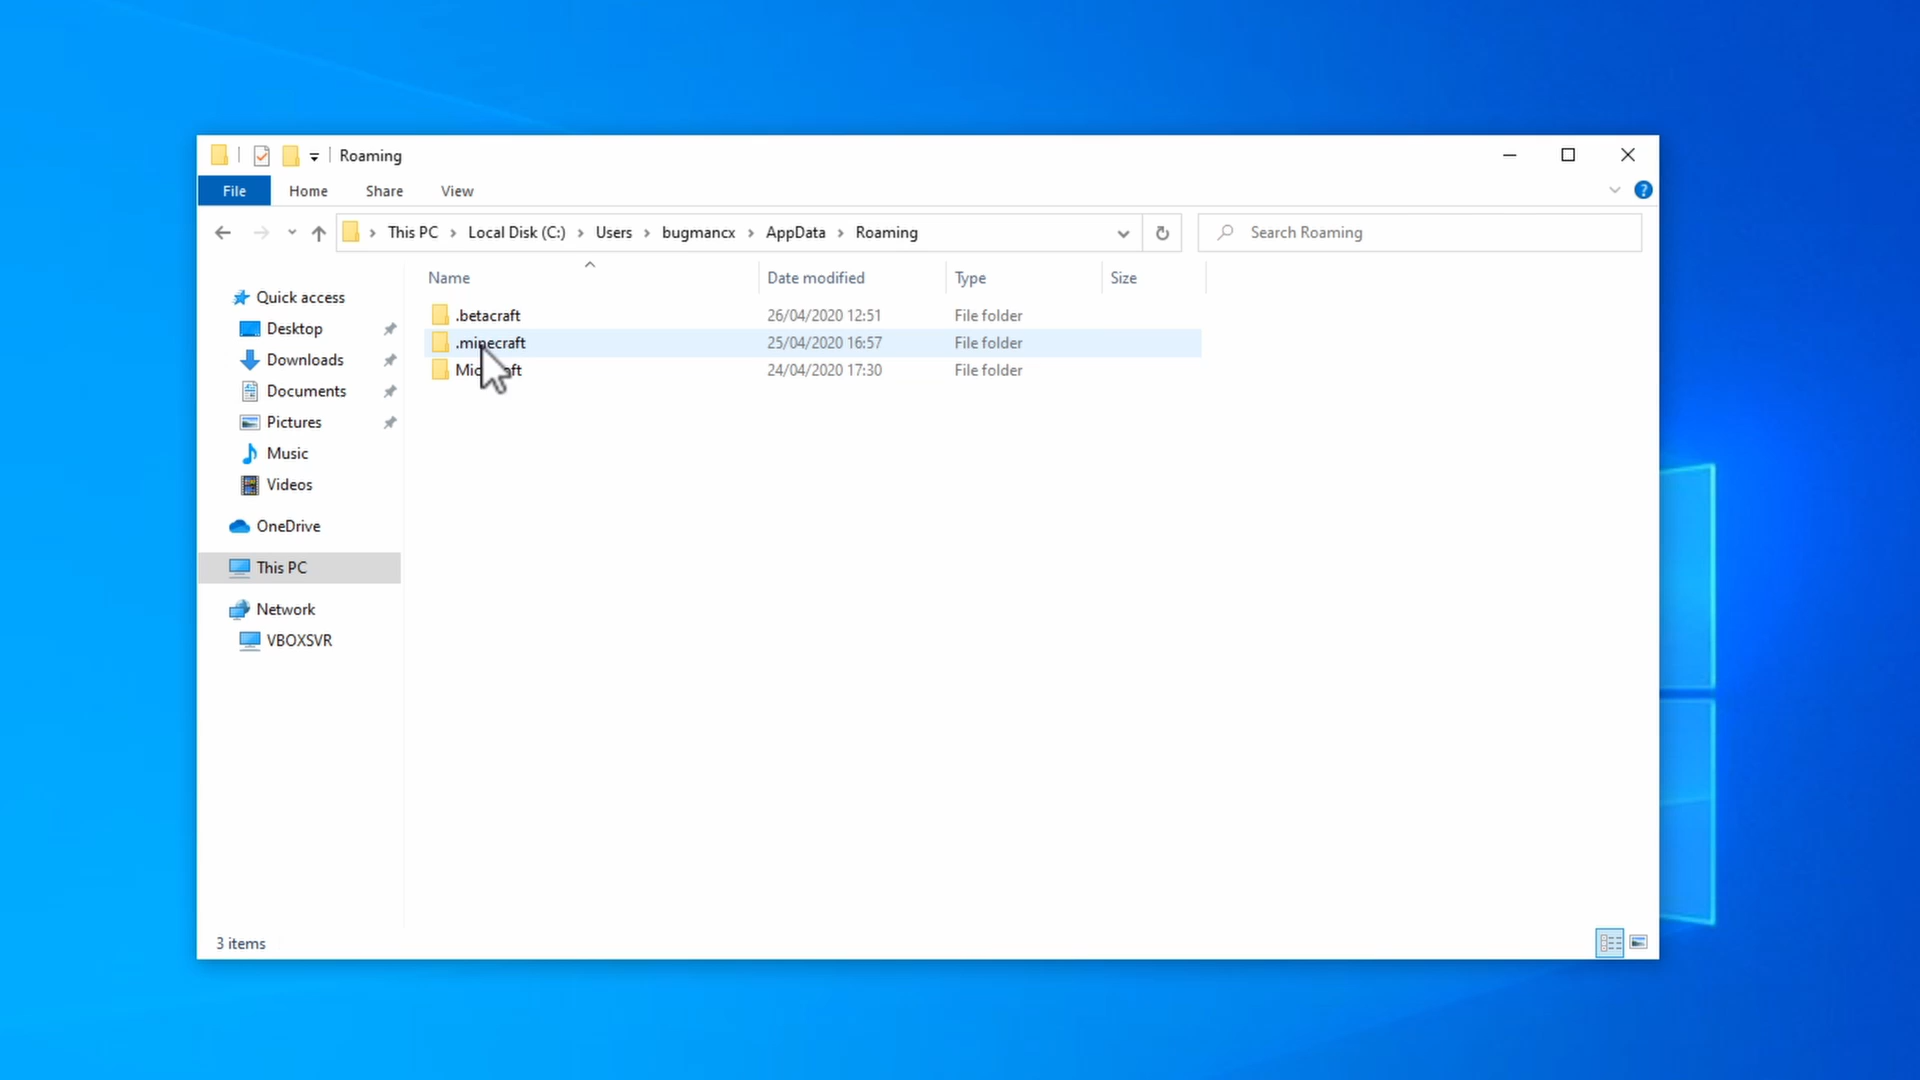 Roaming
File Home Share View
This PC Local Disk (C:) Users bugmancx AppData Roaming
Search Roaming
Name Date modified Type Size
.betacraft 26/04/2020 12:51 File folder
.minecraft 25/04/2020 16:57 File folder
24/04/2020 17:30 File folder
Quick access
Desktop
Downloads
Documents
Pictures
Music
Videos
OneDrive
This PC
Network
VBOXSVR
3 items